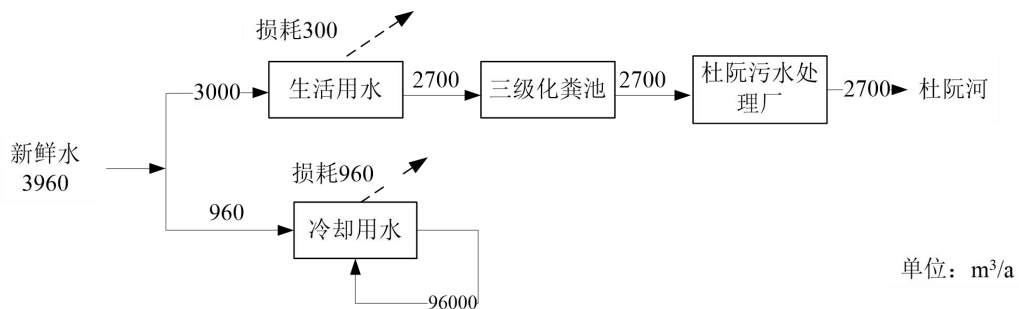 损耗300
3000
生活用水
2700
三级化粪池
2700
杜阮污水处
理厂
2700
杜阮河
新鲜水
3960
损耗960
960
冷却用水
96000
单位：m³/a